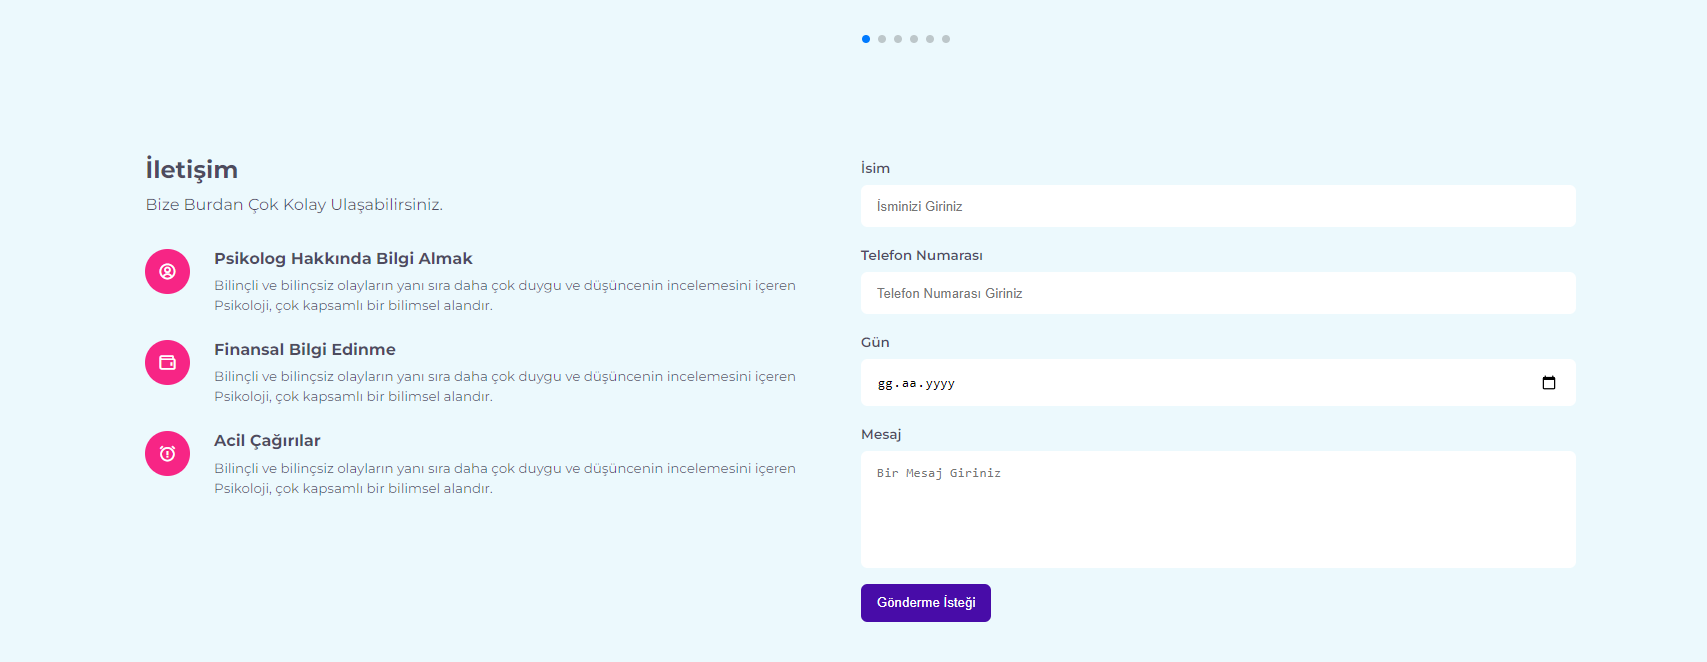 İletişim
Bize Burdan Çok Kolay Ulaşabilirsiniz.
Psikolog Hakkında Bilgi Almak
Bilinçli ve bilinçsiz olayların yanı sıra daha çok duygu ve düşüncenin incelemesini içeren
Psikoloji, çok kapsamlı bir bilimsel alandır.
Finansal Bilgi Edinme
Bilinçli ve bilinçsiz olayların yanı sıra daha çok duygu ve düşüncenin incelemesini içeren
Psikoloji, çok kapsamlı bir bilimsel alandır.
Acil Çağırılar
Bilinçli ve bilinçsiz olayların yanı sıra daha çok duygu ve düşüncenin incelemesini içeren
Psikoloji, çok kapsamlı bir bilimsel alandır.
İsim
İsminizi Giriniz
Telefon Numarası
Telefon Numarası Giriniz
Gün
gg.aa.yyyy
Mesaj
Bir Mesaj Giriniz
Gönderme İsteği